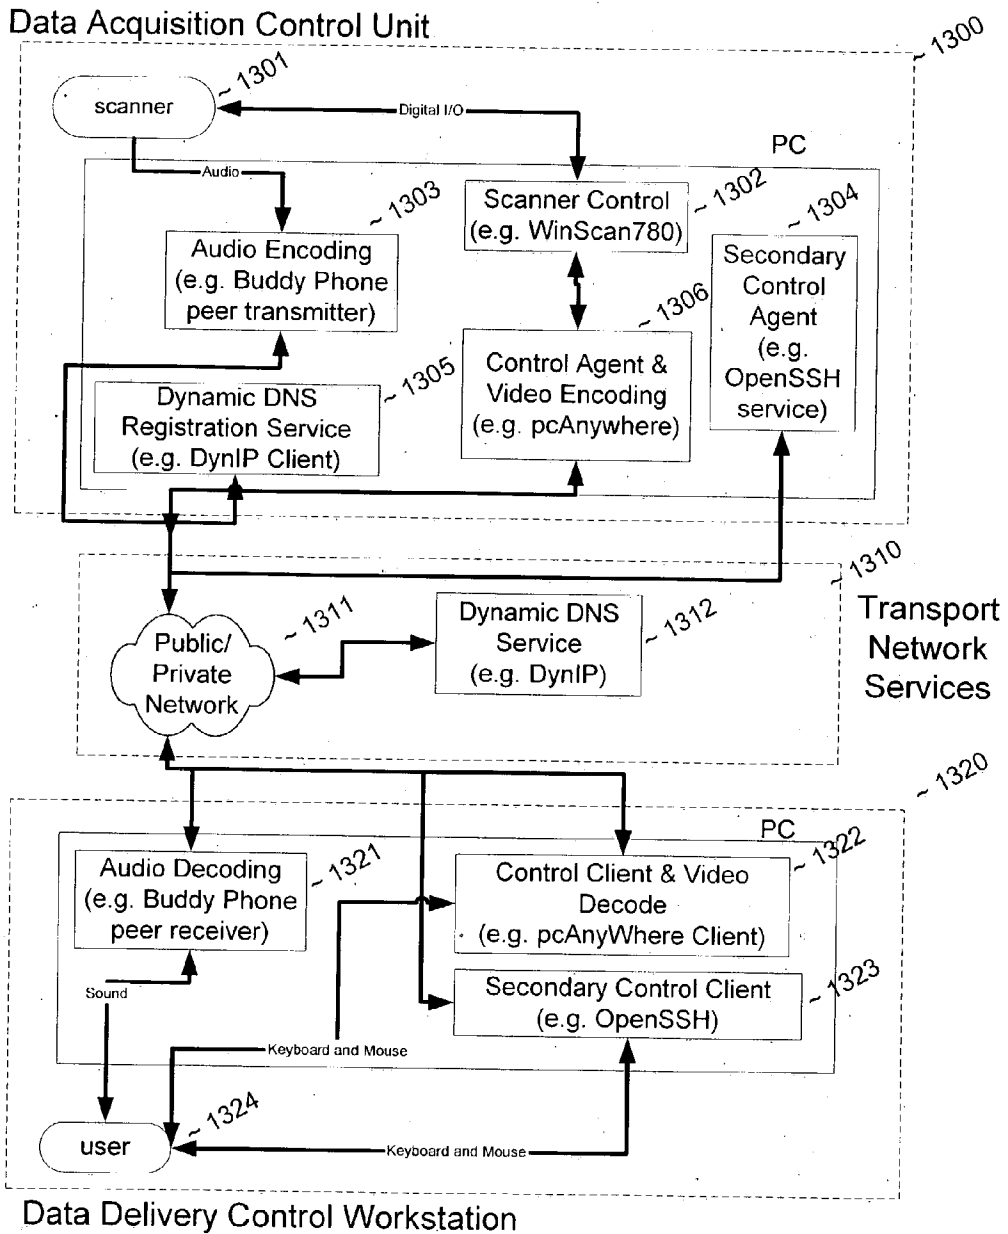 Data Acquisition Control Unit
~ 1300
~ 1301
scanner
Digital I/O
PC
Audio
~ 1303
~ 1302
~ 1304
Scanner Control
(e.g. WinScan780)
Audio Encoding
(e.g. Buddy Phone
peer transmitter)
Secondary
Control
Agent
(e.g.
OpenSSH
service)
~ 1306
~ 1305
Control Agent &
Video Encoding
(e.g. pcAnywhere)
Dynamic DNS
Registration Service
(e.g. DynIP Client)
~ 1310
~ 1311
~ 1312
Public/
Private
Network
Dynamic DNS
Service
(e.g. DynIP)
Transport
Network
Services
~ 1320
PC
~ 1321
~ 1322
Audio Decoding
(e.g. Buddy Phone
peer receiver)
Control Client & Video
Decode
(e.g. pcAnyWhere Client)
~ 1323
Secondary Control Client
(e.g. OpenSSH)
Sound
Keyboard and Mouse
~ 1324
user
Keyboard and Mouse
Data Delivery Control Workstation